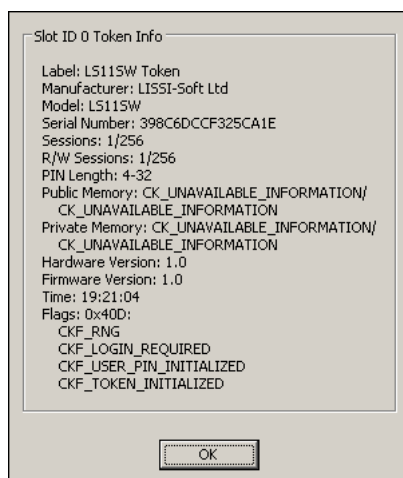 Slot ID 0 Token Info
Label: LS11SW Token
Manufacturer: LISSI-Soft Ltd
Model: LS11SW
Serial Number: 398C6DCCF325CA1E
Sessions: 1/256
R/W Sessions: 1/256
PIN Length: 4-32
Public Memory: CK_UNAVAILABLE_INFORMATION/
CK_UNAVAILABLE_INFORMATION
Private Memory: CK_UNAVAILABLE_INFORMATION/
CK_UNAVAILABLE_INFORMATION
Hardware Version: 1.0
Firmware Version: 1.0
Time: 19:21:04
Flags: 0x40D:
CKF_RNG
CKF_LOGIN_REQUIRED
CKF_USER_PIN_INITIALIZED
CKF_TOKEN_INITIALIZED
OK